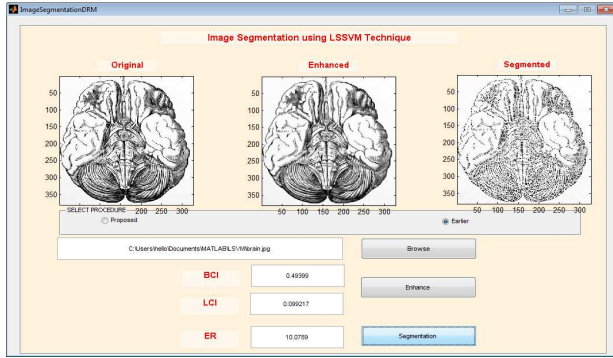 ImageSegmentationDRM
Image Segmentation using LSSVM Technique
Original
Enhanced
Segmented
50
100
150
200
250
300
350
50
100
150
200
250
300
350
50
100
150
200
250
300
350
SELECT PROCEDURE
200 250 300
50 100 150 200 250 300
50 100 150 200 250 300
Proposed
Earlier
C:\Users\hello\Documents\MATLAB\LSVM\brain.jpg
Browse
BCI
0.49399
Enhance
LCI
0.099217
ER
10.0789
Segmentation